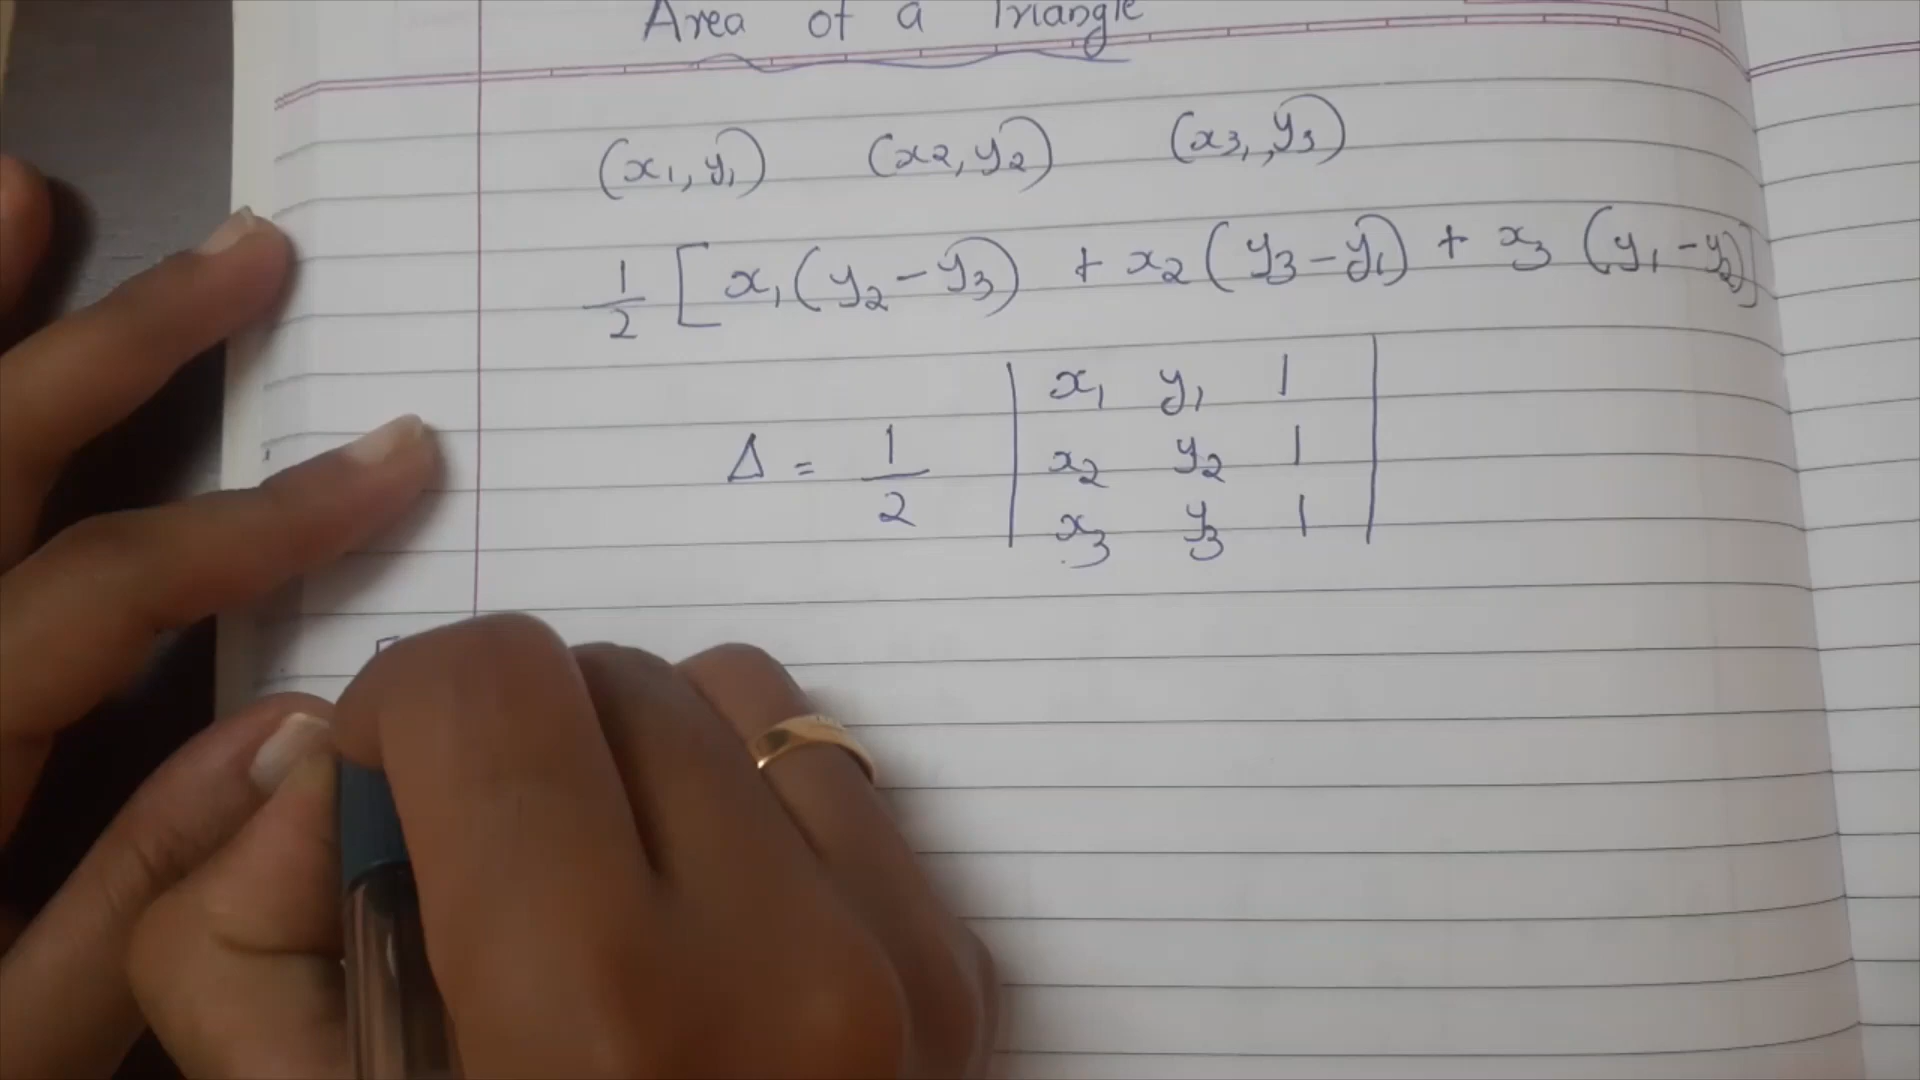 Area of a Triangle
(x₁, y₁) (x₂, y₂) (x₃, y₃)
1/2 [x₁(y₂ - y₃) + x₂(y₃ - y₁) + x₃(y₁ - y₂)]
Δ = 1/2 | x₁ y₁ 1 |
| x₂ y₂ 1 |
| x₃ y₃ 1 |